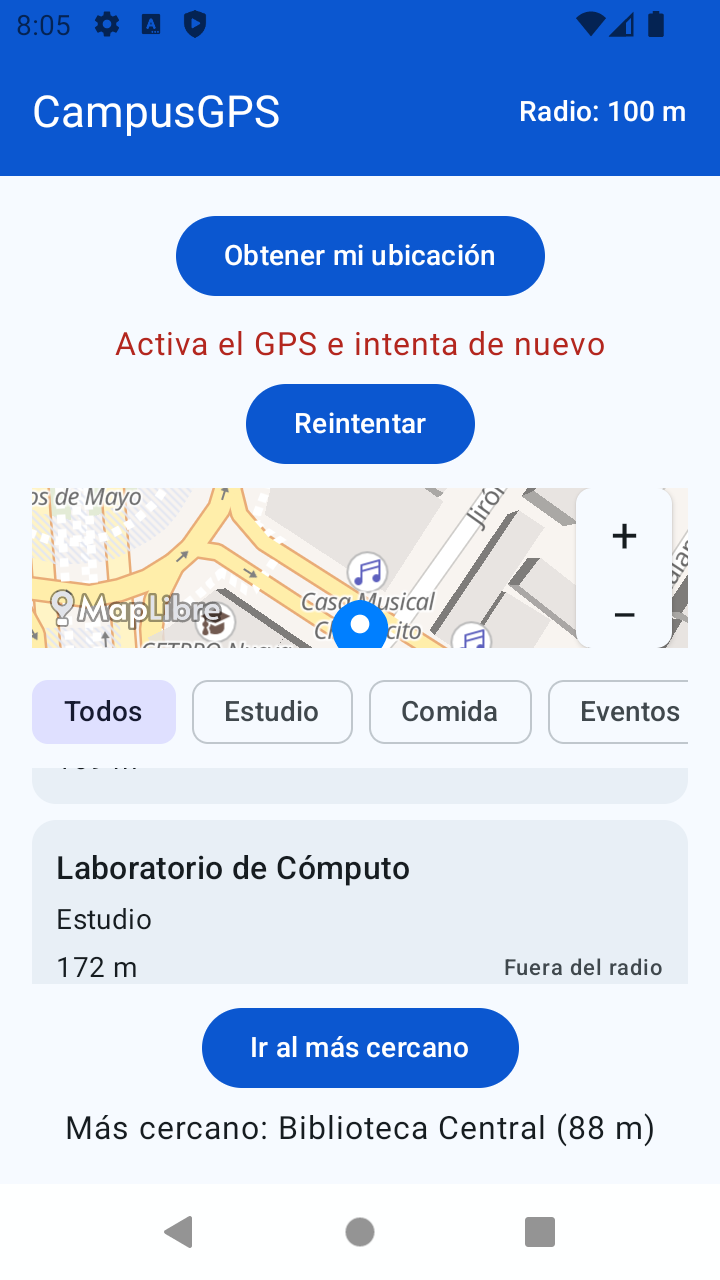 8:05
CampusGPS
Radio: 100 m
Obtener mi ubicación
Activa el GPS e intenta de nuevo
Reintentar
os de Mayo
Jirón
Casa Musical
MapLibre
Todos
Estudio
Comida
Eventos
Laboratorio de Cómputo
Estudio
172 m
Fuera del radio
Ir al más cercano
Más cercano: Biblioteca Central (88 m)